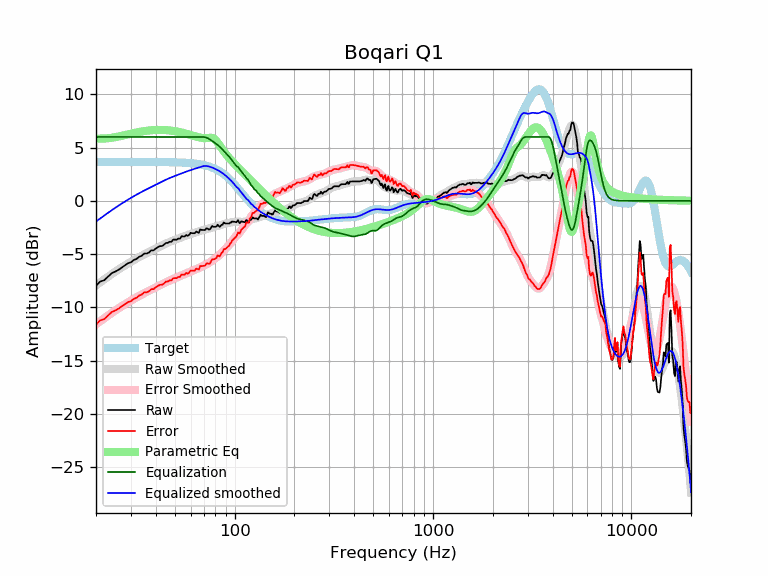 Boqari Q1
Amplitude (dBr)
10
5
0
−5
−10
−15
−20
−25
Target
Raw Smoothed
Error Smoothed
Raw
Error
Parametric Eq
Equalization
Equalized smoothed
100
1000
10000
Frequency (Hz)